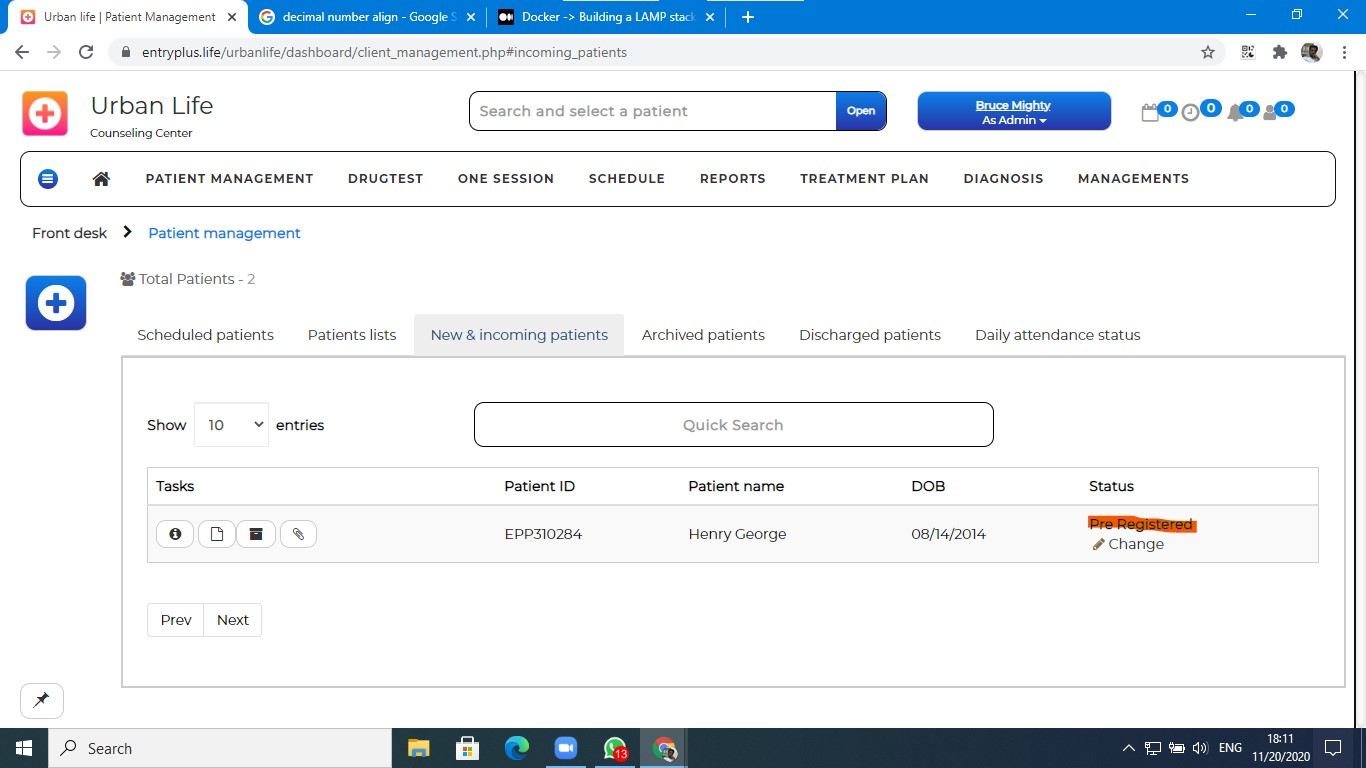 Urban life | Patient Management
decimal number align - Google S
Docker -> Building a LAMP stack
entryplus.life/urbanlife/dashboard/client_management.php#incoming_patients
Urban Life
Counseling Center
Search and select a patient
Open
Bruce Mighty
As Admin
0 0 0 0
PATIENT MANAGEMENT DRUGTEST ONE SESSION SCHEDULE REPORTS TREATMENT PLAN DIAGNOSIS MANAGEMENTS
Front desk Patient management
Total Patients - 2
Scheduled patients Patients lists New & incoming patients Archived patients Discharged patients Daily attendance status
Show 10 entries
Quick Search
Tasks Patient ID Patient name DOB Status
EPP310284 Henry George 08/14/2014 Pre Registered
Change
Prev Next
Search
13
ENG
18:11
11/20/2020